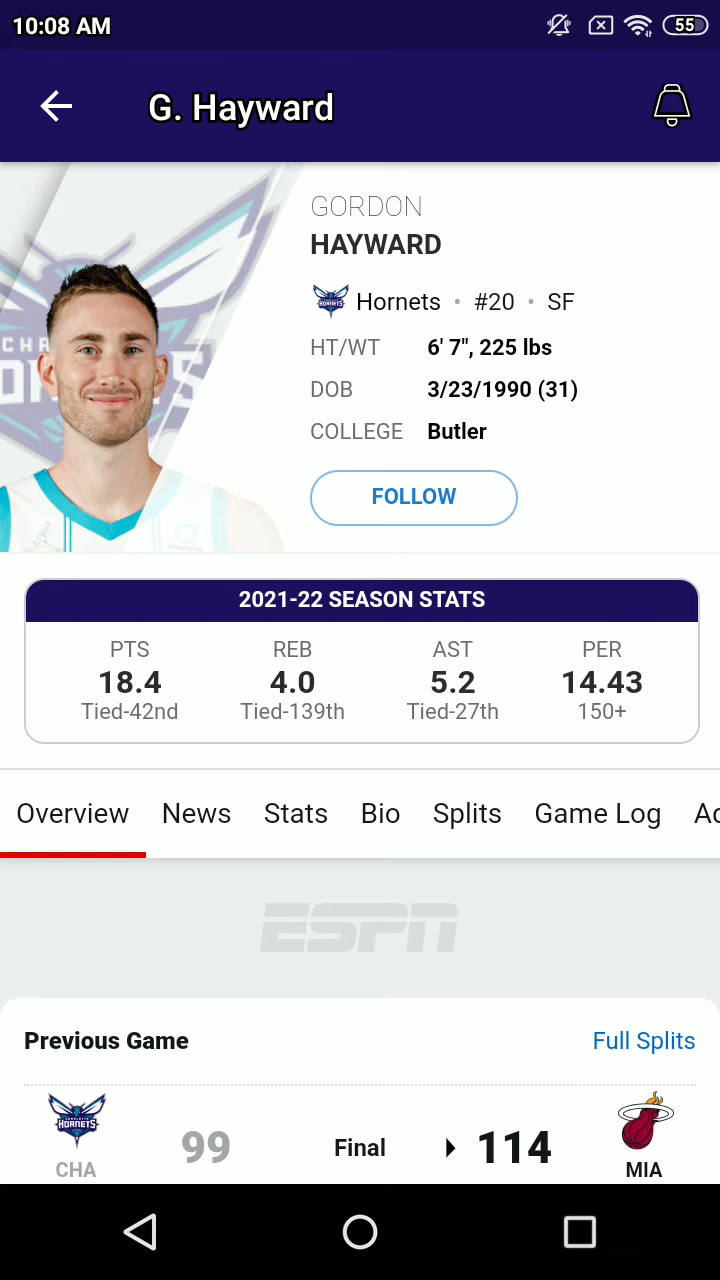 10:08 AM
55
G. Hayward
GORDON
HAYWARD
HORNETS
Hornets • #20 • SF
HT/WT 6' 7", 225 lbs
DOB 3/23/1990 (31)
COLLEGE Butler
FOLLOW
2021-22 SEASON STATS
PTS REB AST PER
18.4 4.0 5.2 14.43
Tied-42nd Tied-139th Tied-27th 150+
Overview News Stats Bio Splits Game Log
ESPN
Previous Game Full Splits
HORNETS
99 Final 114
CHA MIA